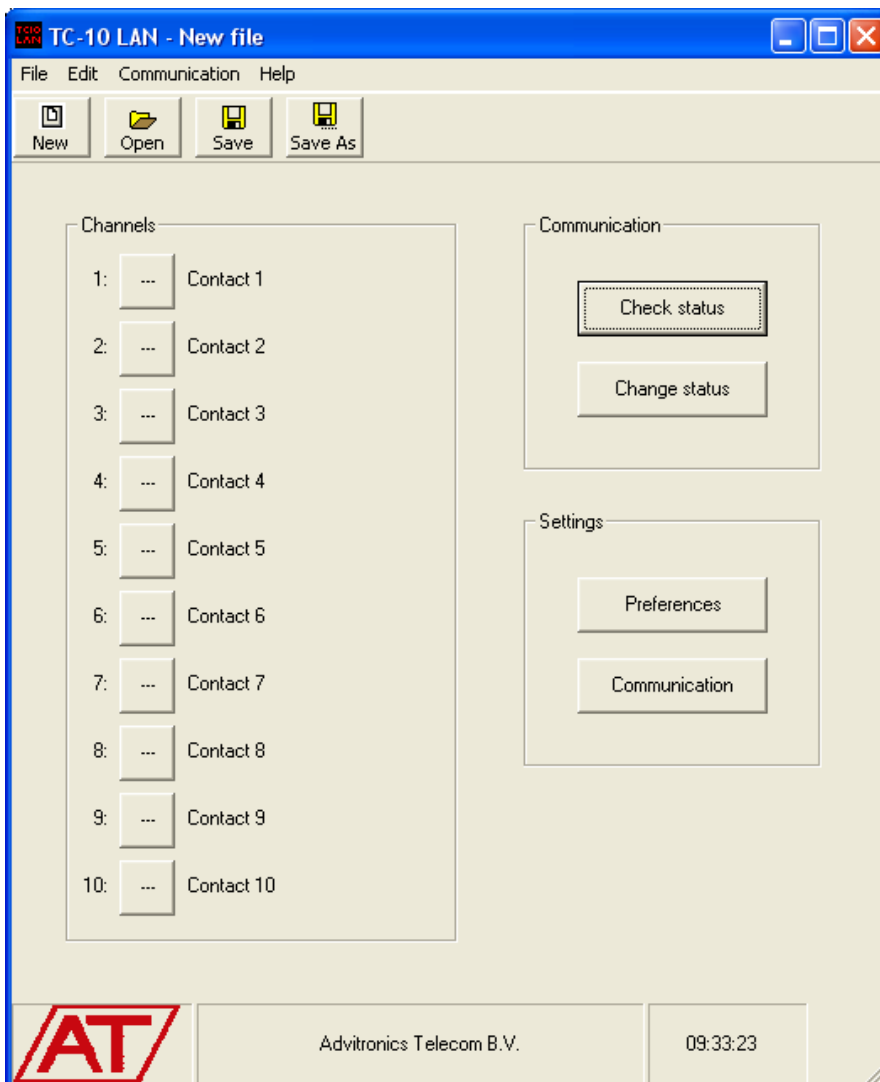 TC10
LAN
TC-10 LAN - New file
File Edit Communication Help
New Open Save Save As
Channels
1: --- Contact 1
2: --- Contact 2
3: --- Contact 3
4: --- Contact 4
5: --- Contact 5
6: --- Contact 6
7: --- Contact 7
8: --- Contact 8
9: --- Contact 9
10: --- Contact 10
Communication
Check status
Change status
Settings
Preferences
Communication
AT
Advitronics Telecom B.V.
09:33:23